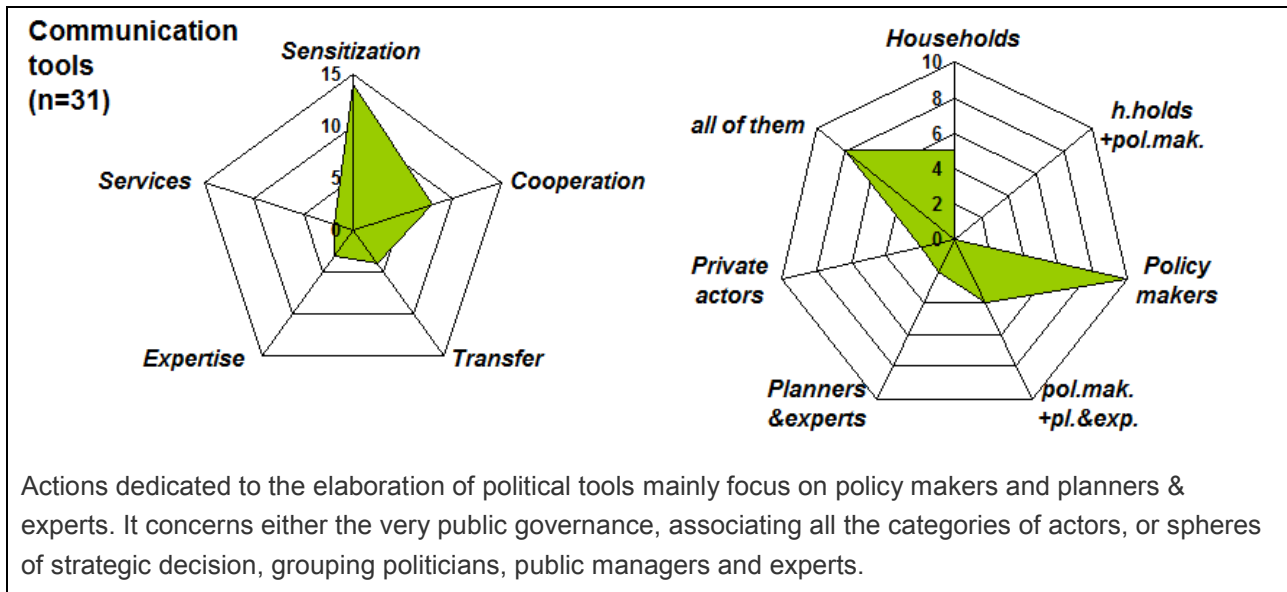 Communication
tools
(n=31)
Sensitization
15
10
5
0
Services
Cooperation
Expertise
Transfer
Households
10
8
6
4
2
0
all of them
h.holds
+pol.mak.
Private
actors
Policy
makers
Planners
&experts
pol.mak.
+pl.&exp.
Actions dedicated to the elaboration of political tools mainly focus on policy makers and planners &
experts. It concerns either the very public governance, associating all the categories of actors, or spheres
of strategic decision, grouping politicians, public managers and experts.